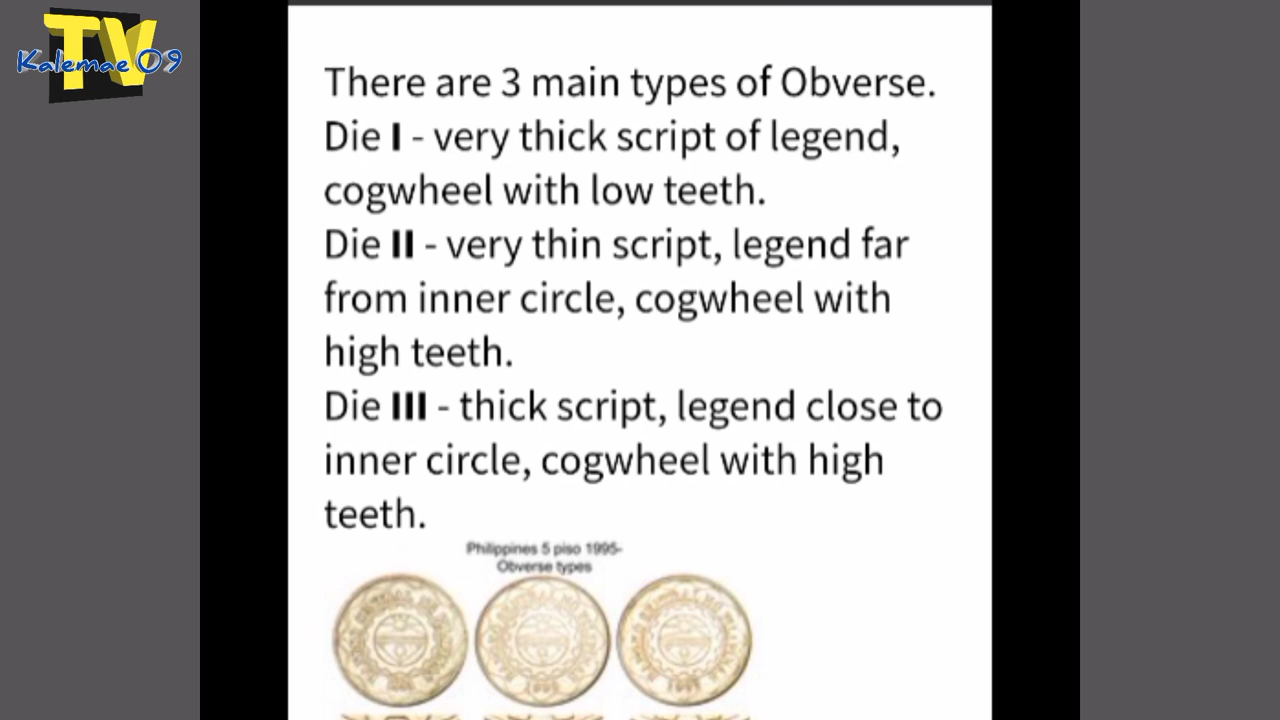 TV
Kalemae 09
There are 3 main types of Obverse.
Die I - very thick script of legend,
cogwheel with low teeth.
Die II - very thin script, legend far
from inner circle, cogwheel with
high teeth.
Die III - thick script, legend close to
inner circle, cogwheel with high
teeth.
Philippines 5 piso 1995-
Obverse types